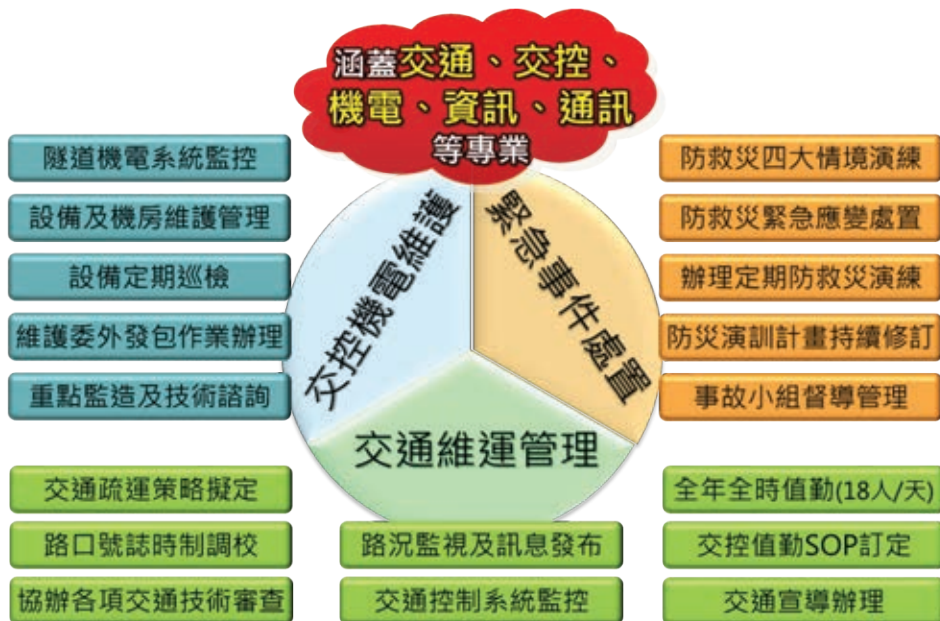 涵蓋交通、交控、
機電、資訊、通訊
等專業
隧道機電系統監控
設備及機房維護管理
設備定期巡檢
維護委外發包作業辦理
重點監造及技術諮詢
交控機電維護
緊急事件處置
交通維運管理
防救災四大情境演練
防救災緊急應變處置
辦理定期防救災演練
防災演訓計畫持續修訂
事故小組督導管理
交通疏運策略擬定
路口號誌時制調校
協辦各項交通技術審查
路況監視及訊息發布
交通控制系統監控
全年全時值勤(18人/天)
交控值勤SOP訂定
交通宣導辦理